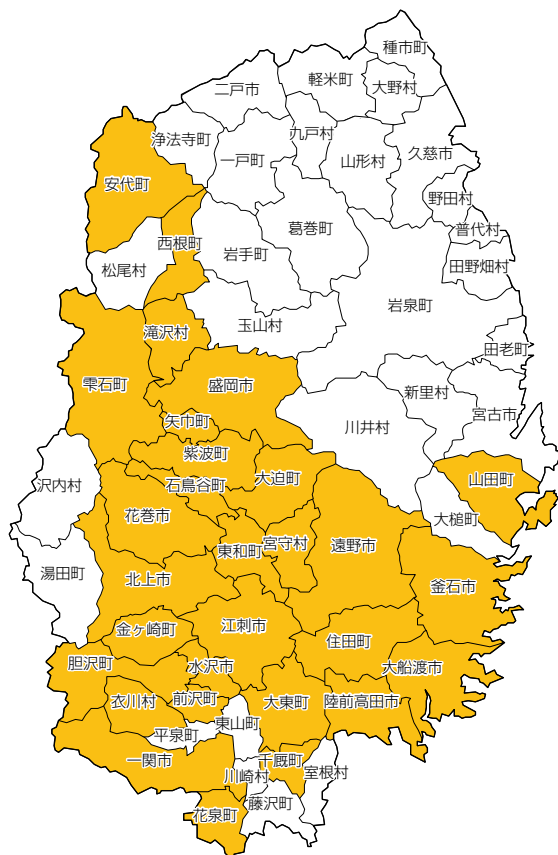 種市町
軽米町
大野村
二戸市
浄法寺町
九戸村
一戸町
山形村
久慈市
安代町
野田村
普代村
西根町
葛巻町
岩手町
松尾村
田野畑村
岩泉町
玉山村
滝沢村
田老町
雫石町
盛岡市
新里村
宮古市
矢巾町
川井村
紫波町
大迫町
山田町
沢内村
石鳥谷町
大槌町
花巻市
東和町
宮守村
遠野市
湯田町
北上市
釜石市
金ヶ崎町
江刺市
住田町
胆沢町
水沢市
大船渡市
衣川村
前沢町
大東町
陸前高田市
平泉町
東山町
一関市
千厩町
室根村
川崎村
藤沢町
花泉町